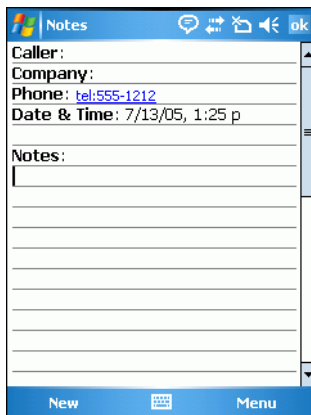 Notes
ok
Caller:
Company:
Phone: tel:555-1212
Date & Time: 7/13/05, 1:25 p
Notes:
New
Menu